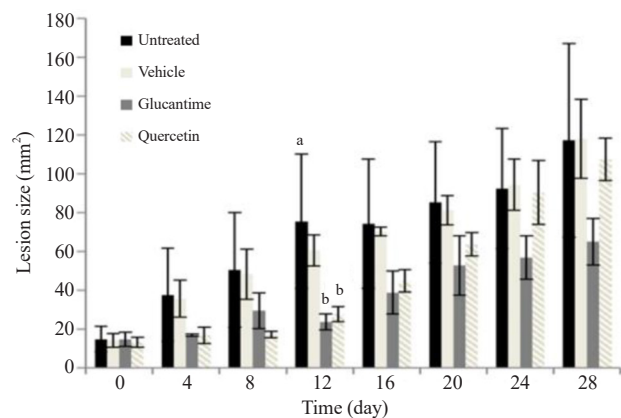 180
160
140
120
100
80
60
40
20
0
Lesion size (mm²)
Untreated
Vehicle
Glucantime
Quercetin
a
b
b
0 4 8 12 16 20 24 28
Time (day)